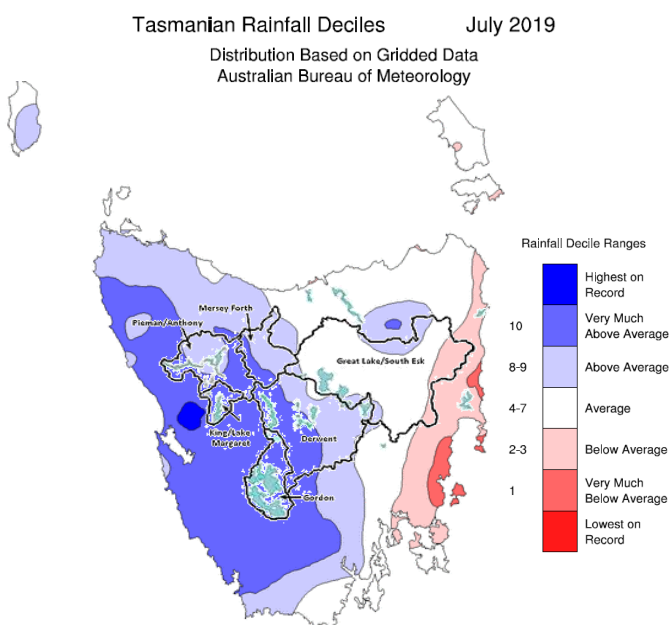 Tasmanian Rainfall Deciles July 2019
Distribution Based on Gridded Data
Australian Bureau of Meteorology
Rainfall Decile Ranges
Highest on
Record
10 Very Much
Above Average
8-9 Above Average
4-7 Average
2-3 Below Average
1 Very Much
Below Average
Lowest on
Record
Mersey Forth
Pieman/Anthony
Great Lake/South Esk
King/Lake
Margaret
Derwent
Gordon